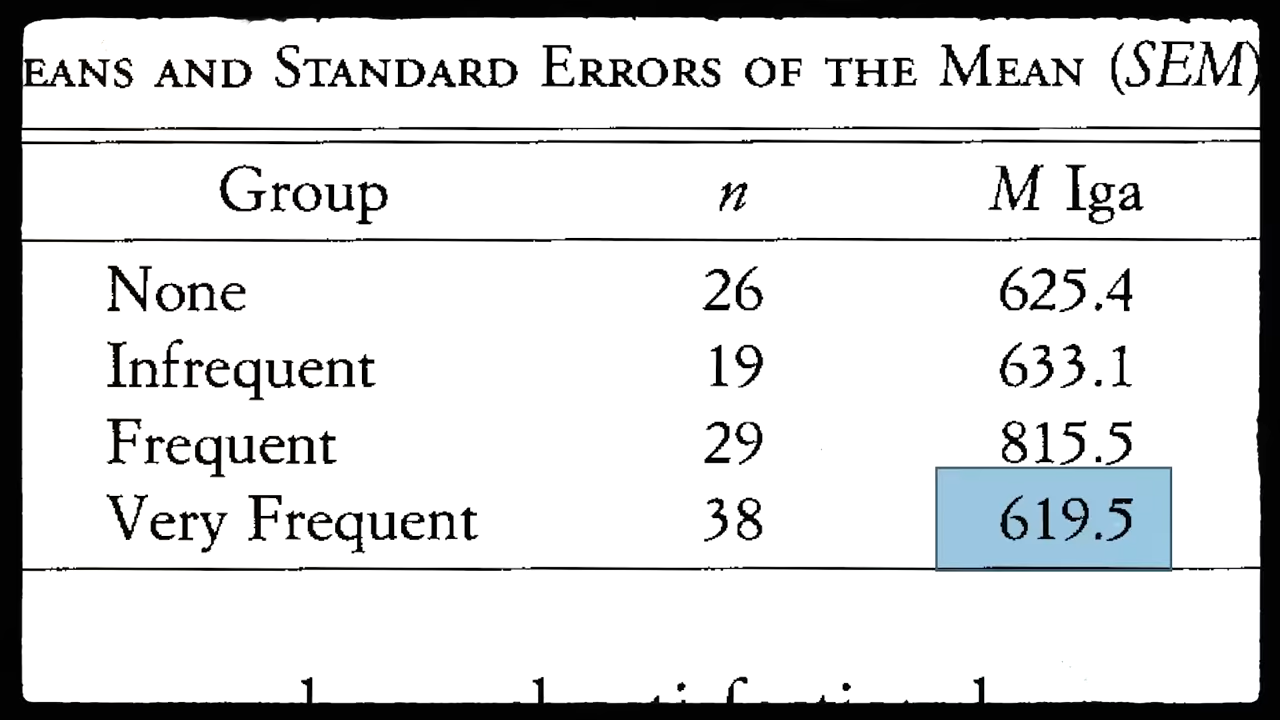 EANS AND STANDARD ERRORS OF THE MEAN (SEM)
Group n M Iga
None 26 625.4
Infrequent 19 633.1
Frequent 29 815.5
Very Frequent 38 619.5